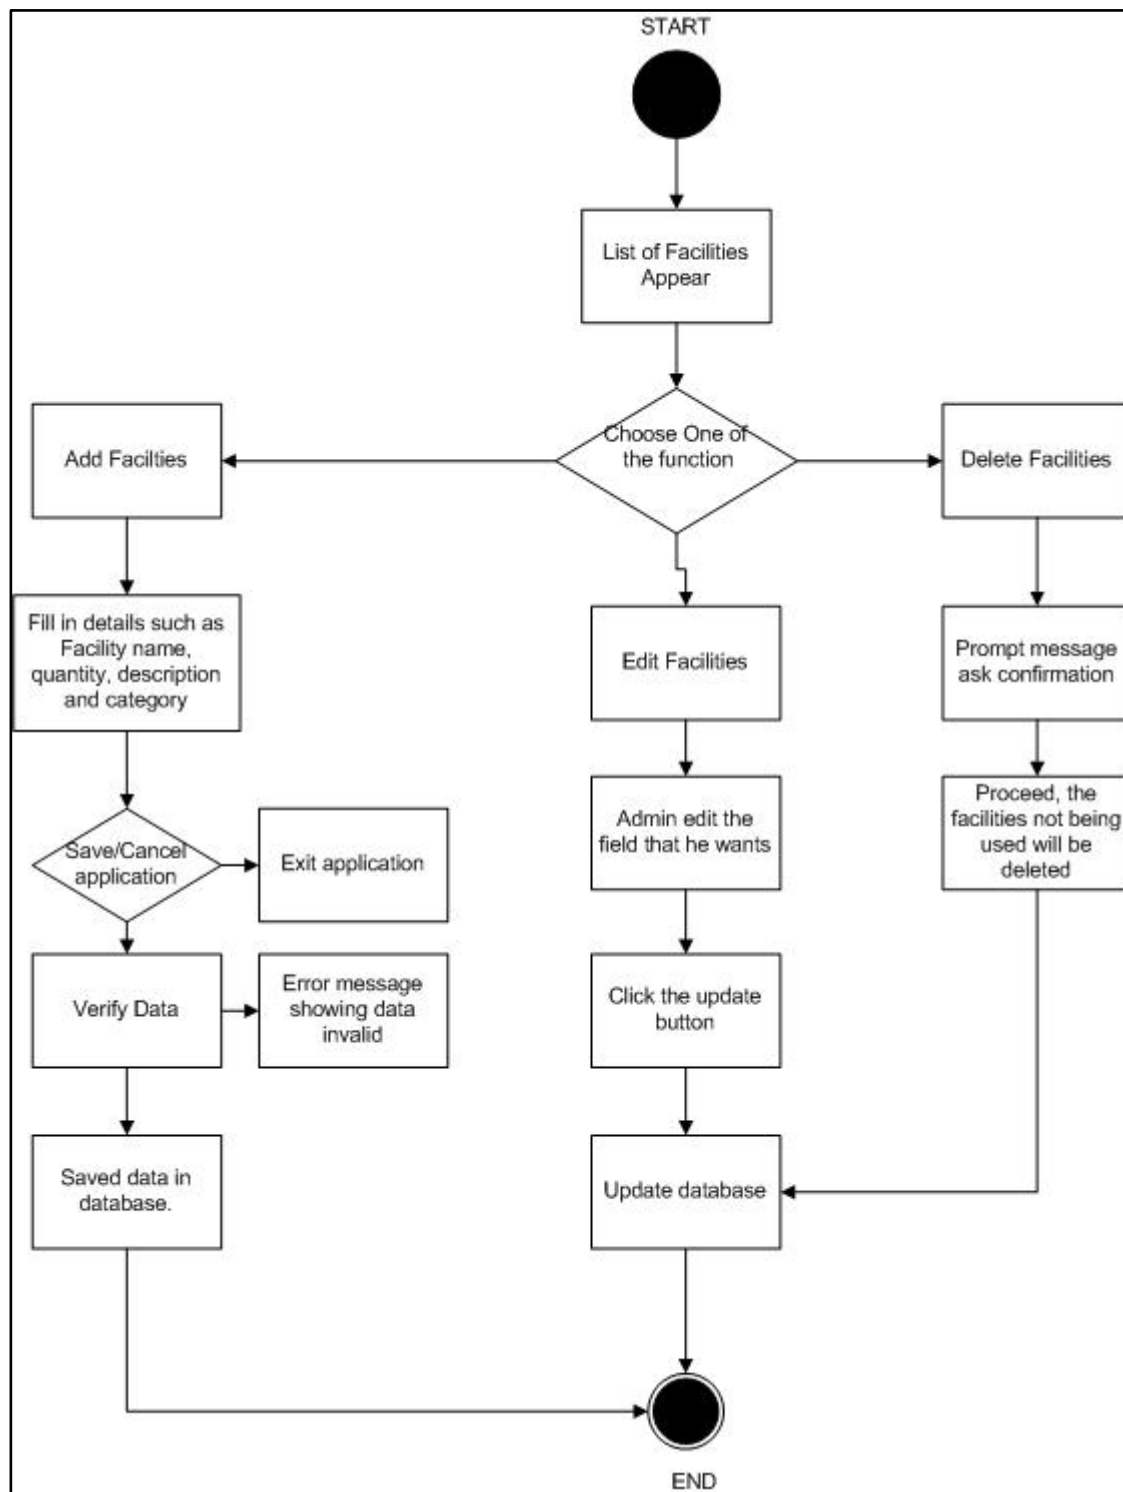 START
List of Facilities
Appear
Choose One of
the function
Add Facilties
Delete Facilities
Fill in details such as
Facility name,
quantity, description
and category
Edit Facilities
Prompt message
ask confirmation
Save/Cancel
application
Exit application
Admin edit the
field that he wants
Proceed, the
facilities not being
used will be
deleted
Verify Data
Error message
showing data
invalid
Click the update
button
Saved data in
database.
Update database
END